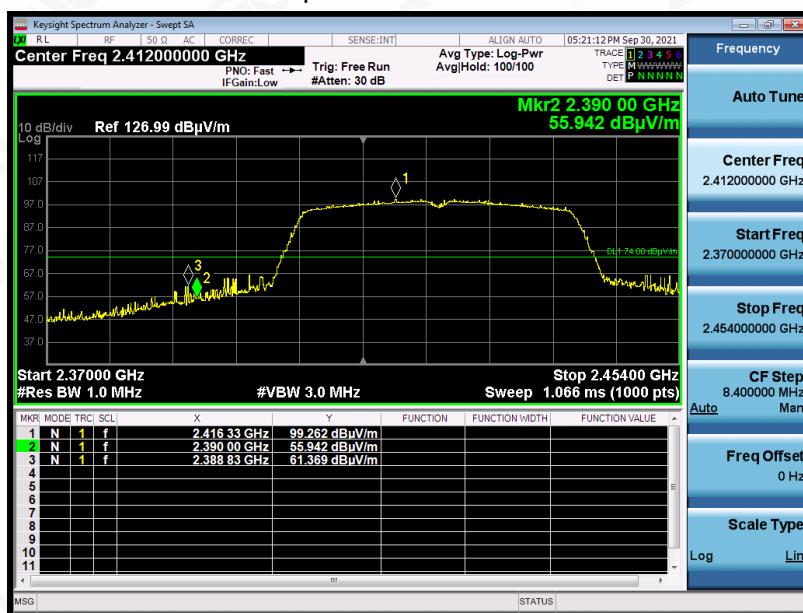 Keysight Spectrum Analyzer - Swept SA
LXI RL RF 50 Ω AC CORREC SENSE:INT ALIGN AUTO 05:21:12 PM Sep 30, 2021
Center Freq 2.412000000 GHz
PNO: Fast
IFGain:Low
Trig: Free Run
#Atten: 30 dB
Avg Type: Log-Pwr
Avg|Hold: 100/100
TRACE 1 2 3 4 5 6
TYPE M WWWWW
DET P N N N N N
Mkr2 2.390 00 GHz
55.942 dBµV/m
10 dB/div Ref 126.99 dBµV/m
Log
117
107
97.0
87.0
77.0
67.0
57.0
47.0
37.0
1
3
2
DL1 74.00 dBµV/m
Start 2.37000 GHz
Stop 2.45400 GHz
#Res BW 1.0 MHz
#VBW 3.0 MHz
Sweep 1.066 ms (1000 pts)
MKR MODE TRC SCL X Y FUNCTION FUNCTION WIDTH FUNCTION VALUE
1 N 1 f 2.416 33 GHz 99.262 dBµV/m
2 N 1 f 2.390 00 GHz 55.942 dBµV/m
3 N 1 f 2.388 83 GHz 61.369 dBµV/m
4
5
6
7
8
9
10
11
MSG
STATUS
Frequency
Auto Tune
Center Freq
2.412000000 GHz
Start Freq
2.370000000 GHz
Stop Freq
2.454000000 GHz
CF Step
8.400000 MHz
Auto Man
Freq Offset
0 Hz
Scale Type
Log Lin